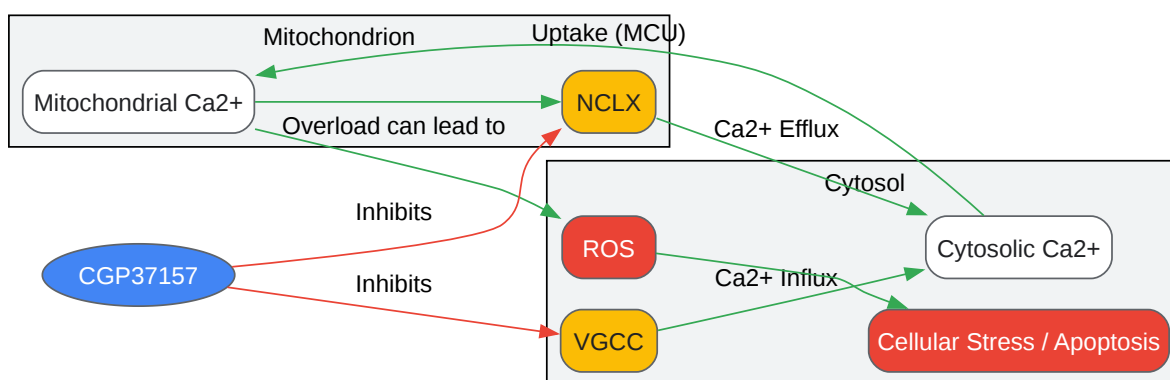 Mitochondrion
Uptake (MCU)
Mitochondrial Ca2+
NCLX
Overload can lead to
Ca2+ Efflux
Cytosol
Inhibits
ROS
Cytosolic Ca2+
CGP37157
Inhibits
Ca2+ Influx
VGCC
Cellular Stress / Apoptosis